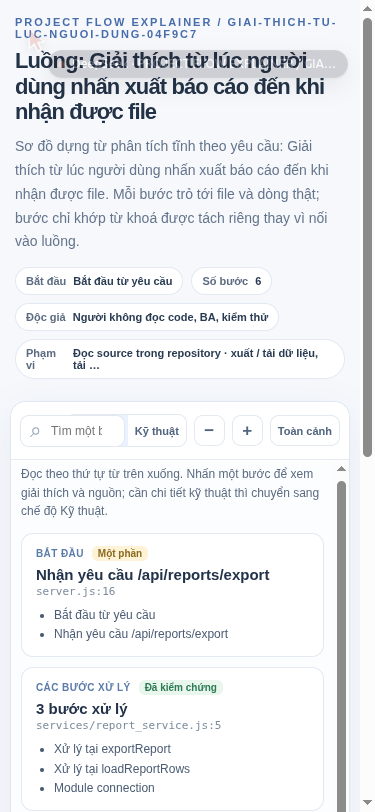 PROJECT FLOW EXPLAINER / GIAI-THICH-TU-
LUC-NGUOI-DUNG-04F9C7
Luồng: Giải thích từ lúc người
dùng nhấn xuất báo cáo đến khi
nhận được file
Sơ đồ dựng từ phân tích tĩnh theo yêu cầu: Giải
thích từ lúc người dùng nhấn xuất báo cáo đến khi
nhận được file. Mỗi bước trỏ tới file và dòng thật;
bước chỉ khớp từ khoá được tách riêng thay vì nối
vào luồng.
Bắt đầu Bắt đầu từ yêu cầu
Số bước 6
Độc giả Người không đọc code, BA, kiểm thử
Phạm vi Đọc source trong repository · xuất / tải dữ liệu,
tải ...
Tìm một b
Kỹ thuật
−
+
Toàn cảnh
Đọc theo thứ tự từ trên xuống. Nhấn một bước để xem
giải thích và nguồn; cần chi tiết kỹ thuật thì chuyển sang
chế độ Kỹ thuật.
BẮT ĐẦU Một phần
Nhận yêu cầu /api/reports/export
server.js:16
• Bắt đầu từ yêu cầu
• Nhận yêu cầu /api/reports/export
CÁC BƯỚC XỬ LÝ Đã kiểm chứng
3 bước xử lý
services/report_service.js:5
• Xử lý tại exportReport
• Xử lý tại loadReportRows
• Module connection